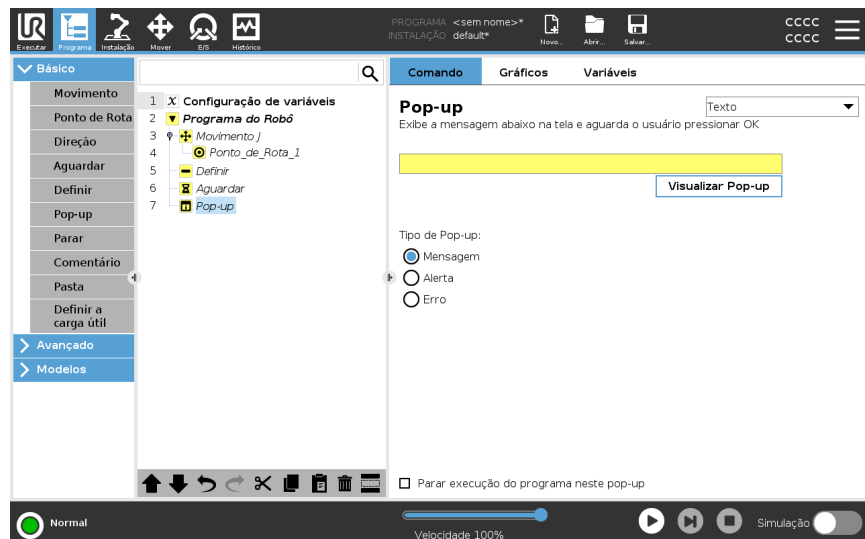 PROGRAMA <sem nome>*
INSTALAÇÃO default*
cccc
cccc
Executar Programa Instalação Mover E/S Histórico
Novo... Abrir... Salvar...
Básico
Movimento
Ponto de Rota
Direção
Aguardar
Definir
Pop-up
Parar
Comentário
Pasta
Definir a
carga útil
Avançado
Modelos
1 X Configuração de variáveis
2 Programa do Robô
3 Movimento J
4 Ponto_de_Rota_1
5 Definir
6 Aguardar
7 Pop-up
Comando Gráficos Variáveis
Pop-up
Texto
Exibe a mensagem abaixo na tela e aguarda o usuário pressionar OK
Visualizar Pop-up
Tipo de Pop-up:
Mensagem
Alerta
Erro
Parar execução do programa neste pop-up
Normal
Velocidade 100%
Simulação